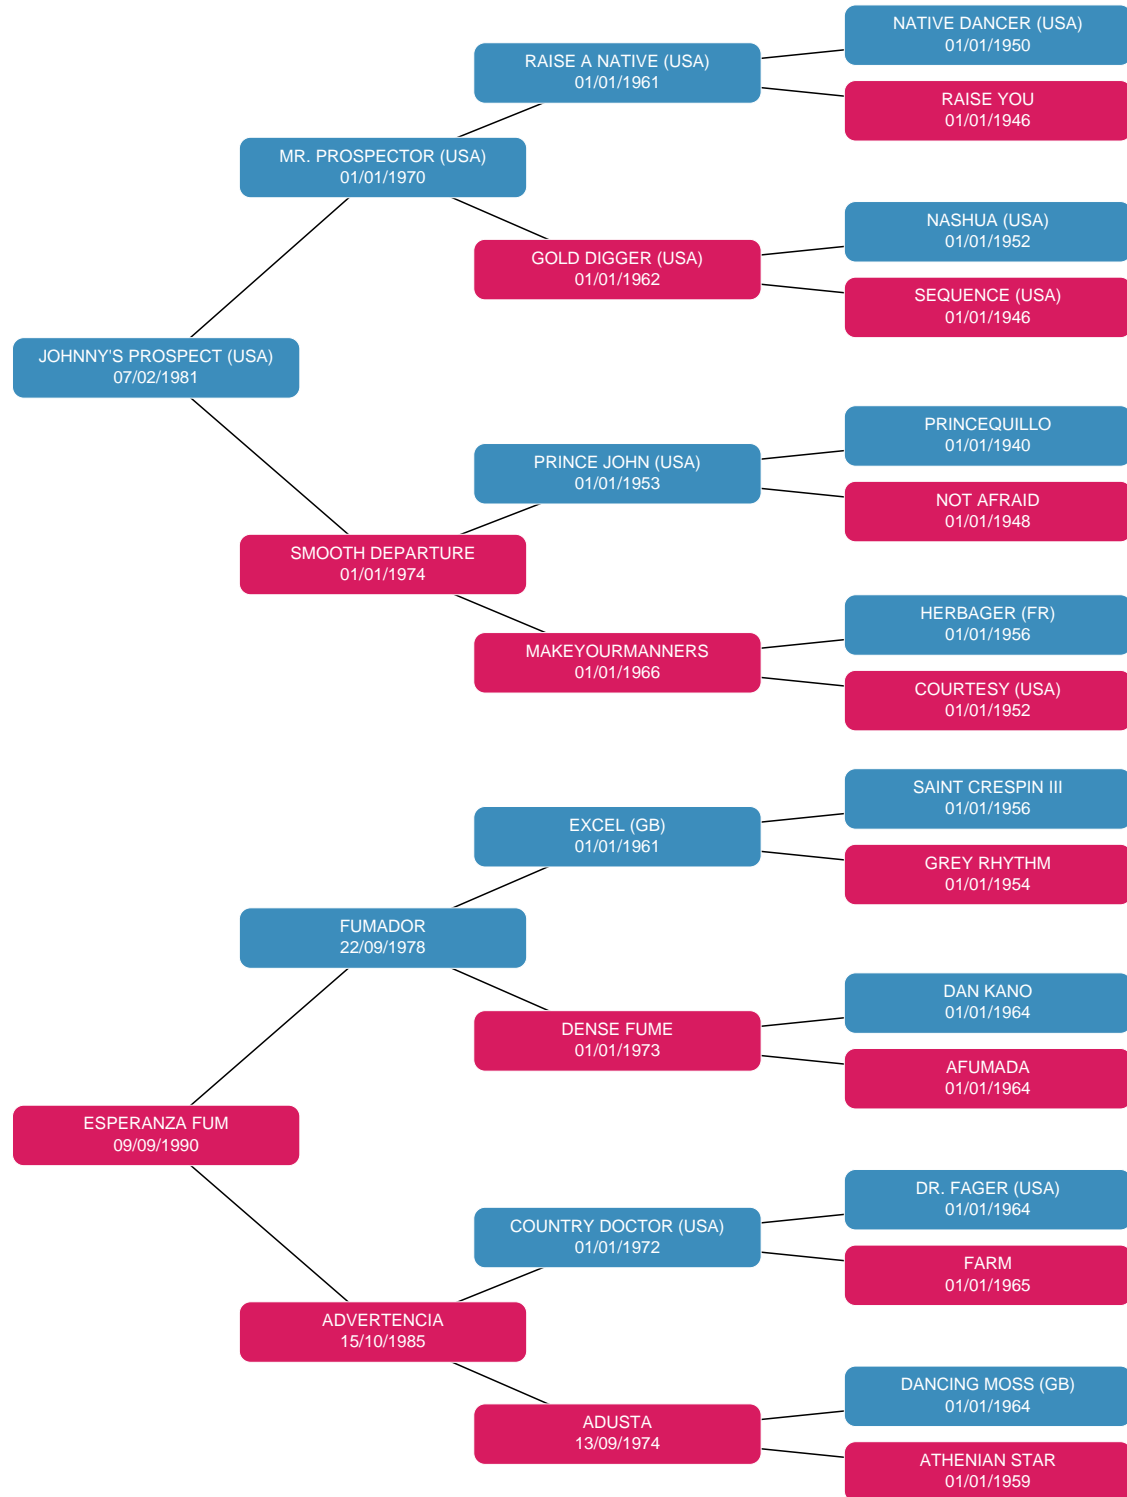 NATIVE DANCER (USA)
01/01/1950
RAISE A NATIVE (USA)
01/01/1961
RAISE YOU
01/01/1946
MR. PROSPECTOR (USA)
01/01/1970
NASHUA (USA)
01/01/1952
GOLD DIGGER (USA)
01/01/1962
SEQUENCE (USA)
01/01/1946
JOHNNY'S PROSPECT (USA)
07/02/1981
PRINCEQUILLO
01/01/1940
PRINCE JOHN (USA)
01/01/1953
NOT AFRAID
01/01/1948
SMOOTH DEPARTURE
01/01/1974
HERBAGER (FR)
01/01/1956
MAKEYOURMANNERS
01/01/1966
COURTESY (USA)
01/01/1952
SAINT CRESPIN III
01/01/1956
EXCEL (GB)
01/01/1961
GREY RHYTHM
01/01/1954
FUMADOR
22/09/1978
DAN KANO
01/01/1964
DENSE FUME
01/01/1973
AFUMADA
01/01/1964
ESPERANZA FUM
09/09/1990
DR. FAGER (USA)
01/01/1964
COUNTRY DOCTOR (USA)
01/01/1972
FARM
01/01/1965
ADVERTENCIA
15/10/1985
DANCING MOSS (GB)
01/01/1964
ADUSTA
13/09/1974
ATHENIAN STAR
01/01/1959